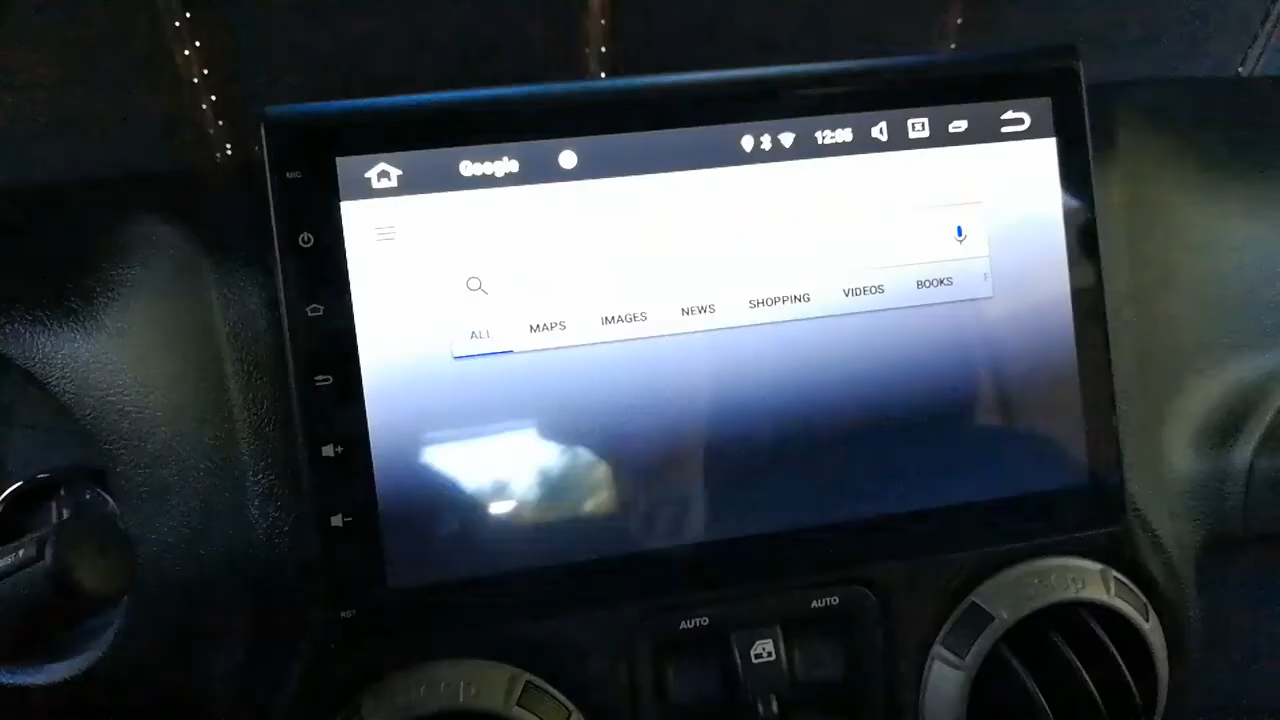 MIC
Google
12:05
ALL MAPS IMAGES NEWS SHOPPING VIDEOS BOOKS
RST
AUTO AUTO